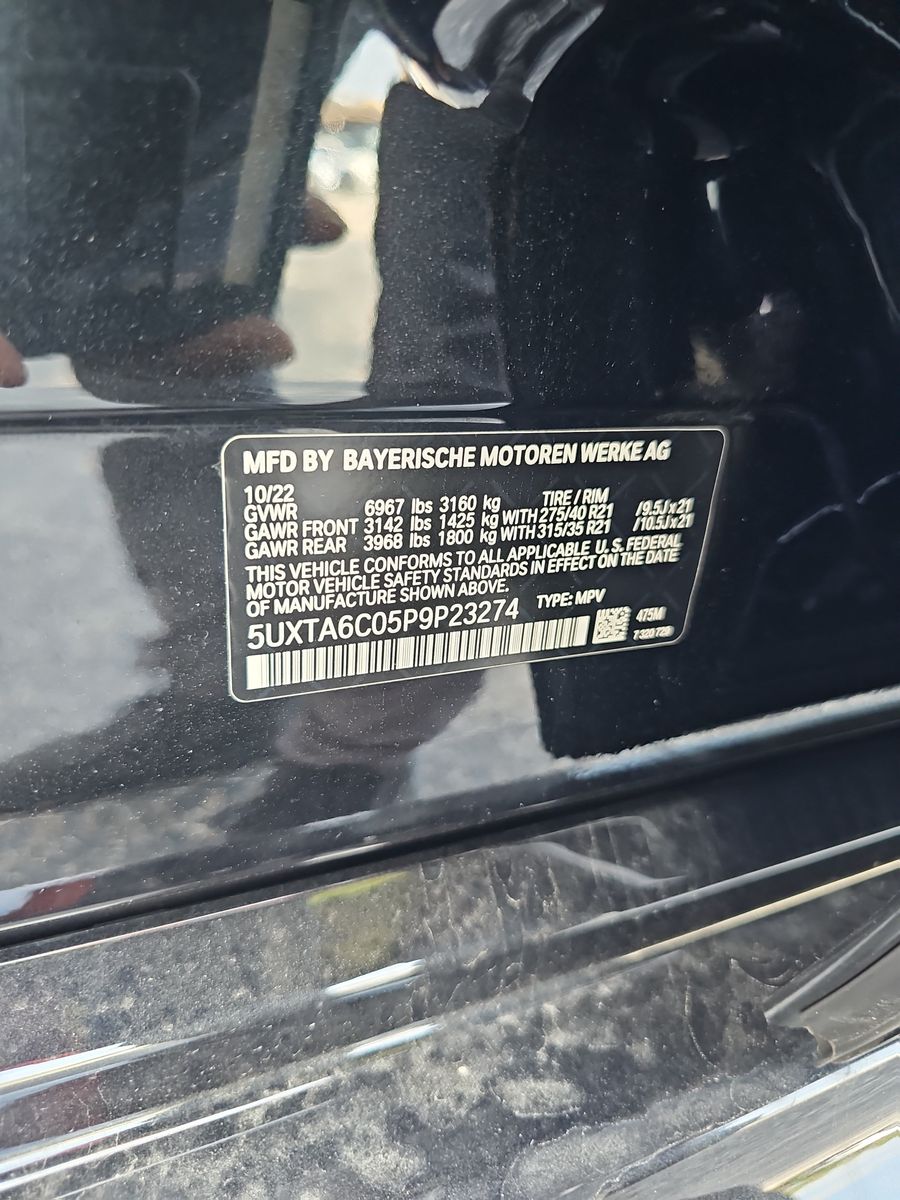 MFD BY BAYERISCHE MOTOREN WERKE AG
10/22 TIRE / RIM
GVWR 6967 lbs 3160 kg
GAWR FRONT 3142 lbs 1425 kg WITH 275/40 R21 /9.5Jx21
GAWR REAR 3968 lbs 1800 kg WITH 315/35 R21 /10.5Jx21
THIS VEHICLE CONFORMS TO ALL APPLICABLE U.S. FEDERAL
MOTOR VEHICLE SAFETY STANDARDS IN EFFECT ON THE DATE
OF MANUFACTURE SHOWN ABOVE.
5UXTA6C05P9P23274 TYPE: MPV
475M